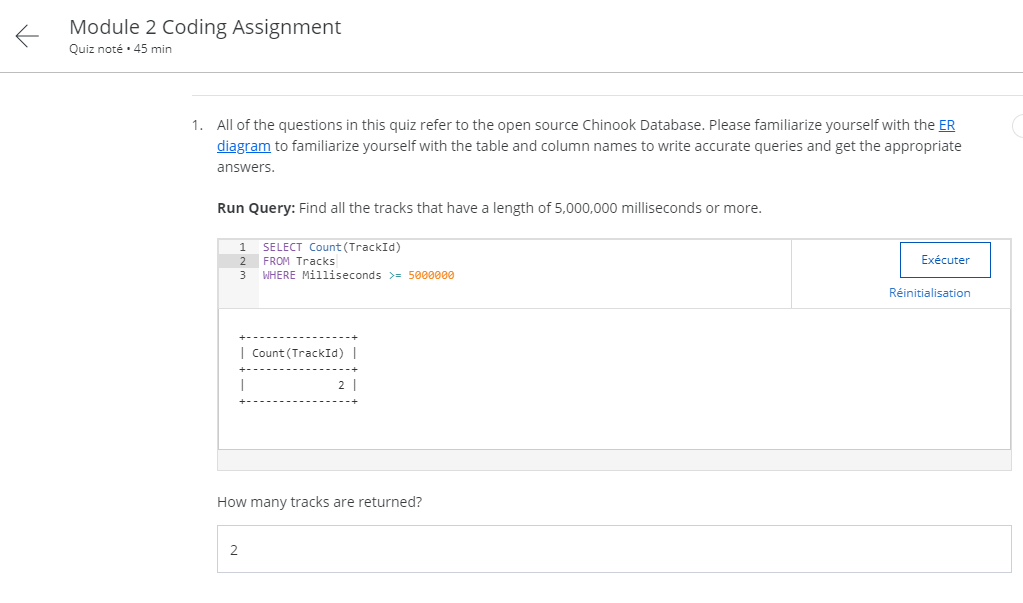 Module 2 Coding Assignment
Quiz noté • 45 min
1. All of the questions in this quiz refer to the open source Chinook Database. Please familiarize yourself with the ER
diagram to familiarize yourself with the table and column names to write accurate queries and get the appropriate
answers.
Run Query: Find all the tracks that have a length of 5,000,000 milliseconds or more.
1 SELECT Count(TrackId)
2 FROM Tracks
3 WHERE Milliseconds >= 5000000
Exécuter
Réinitialisation
+----------------+
| Count(TrackId) |
+----------------+
|              2 |
+----------------+
How many tracks are returned?
2